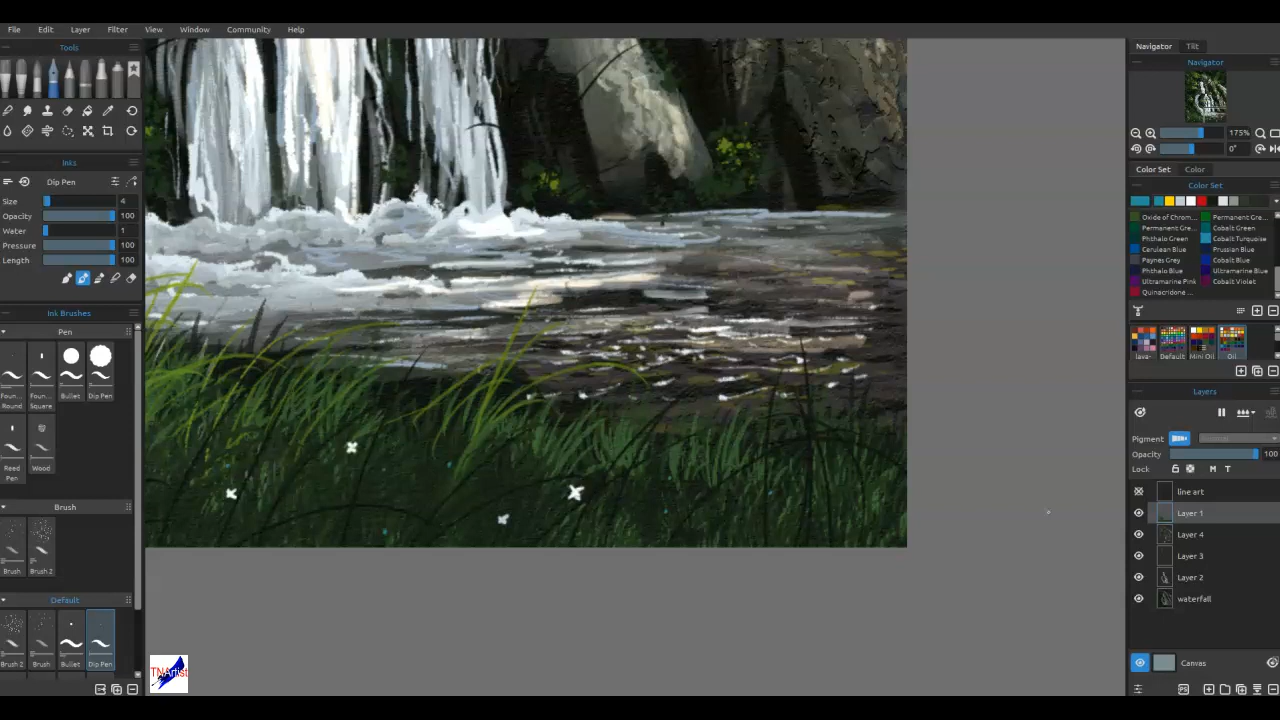 File Edit Layer Filter View Window Community Help
Tools
Inks
Dip Pen
Size 4
Opacity 100
Water 1
Pressure 100
Length 100
Ink Brushes
Pen
Foun... Round
Foun... Square
Bullet
Dip Pen
Reed Pen
Wood
Brush
Brush
Brush 2
Default
Brush 2
Brush
Bullet
Dip Pen
TNArtist
Navigator Tilt
Navigator
175%
0°
Color Set Color
Color Set
Oxide of Chrom... Permanent Gre...
Permanent Gre... Cobalt Green
Phthalo Green Cobalt Turquoise
Cerulean Blue Prussian Blue
Paynes Grey Cobalt Blue
Phthalo Blue Ultramarine Blue
Ultramarine Pink Cobalt Violet
Quinacridone ...
lava- Default Mini Oil Oil
Layers
Pigment
Opacity 100
Lock M T
line art
Layer 1
Layer 4
Layer 3
Layer 2
waterfall
Canvas
PS